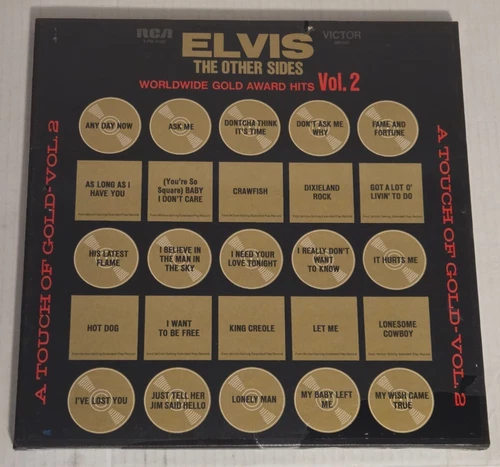 RCA
VICTOR
ELVIS
THE OTHER SIDES
WORLDWIDE GOLD AWARD HITS Vol. 2
A TOUCH OF GOLD-VOL. 2
ANY DAY NOW
ASK ME
DONTCHA THINK
IT'S TIME
DON'T ASK ME
WHY
FAME AND
FORTUNE
AS LONG AS I
HAVE YOU
(You're So
Square) BABY
I DON'T CARE
CRAWFISH
DIXIELAND
ROCK
GOT A LOT O'
LIVIN' TO DO
HIS LATEST
FLAME
I BELIEVE IN
THE MAN IN
THE SKY
I NEED YOUR
LOVE TONIGHT
I REALLY DON'T
WANT
TO KNOW
IT HURTS ME
HOT DOG
I WANT
TO BE FREE
KING CREOLE
LET ME
LONESOME
COWBOY
I'VE LOST YOU
JUST TELL HER
JIM SAID HELLO
LONELY MAN
MY BABY LEFT
ME
MY WISH CAME
TRUE
A TOUCH OF GOLD-VOL. 2